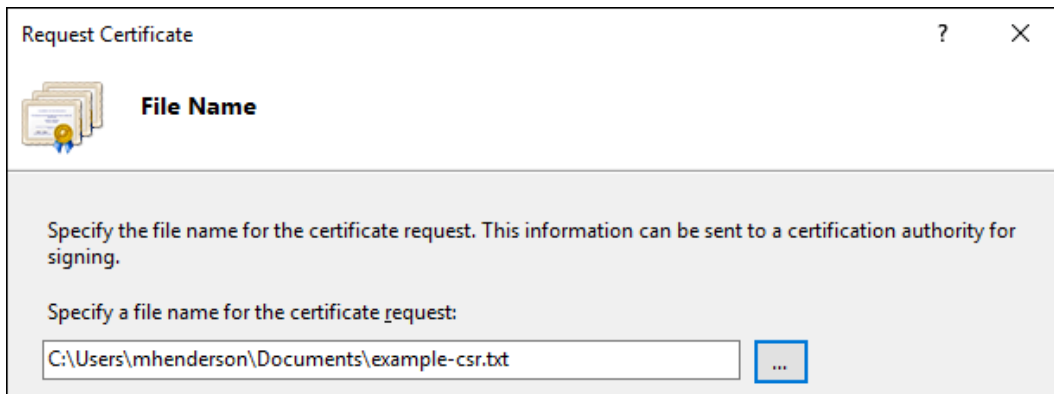 Request Certificate ? ×
File Name
Specify the file name for the certificate request. This information can be sent to a certification authority for
signing.
Specify a file name for the certificate request:
C:\Users\mhenderson\Documents\example-csr.txt ...